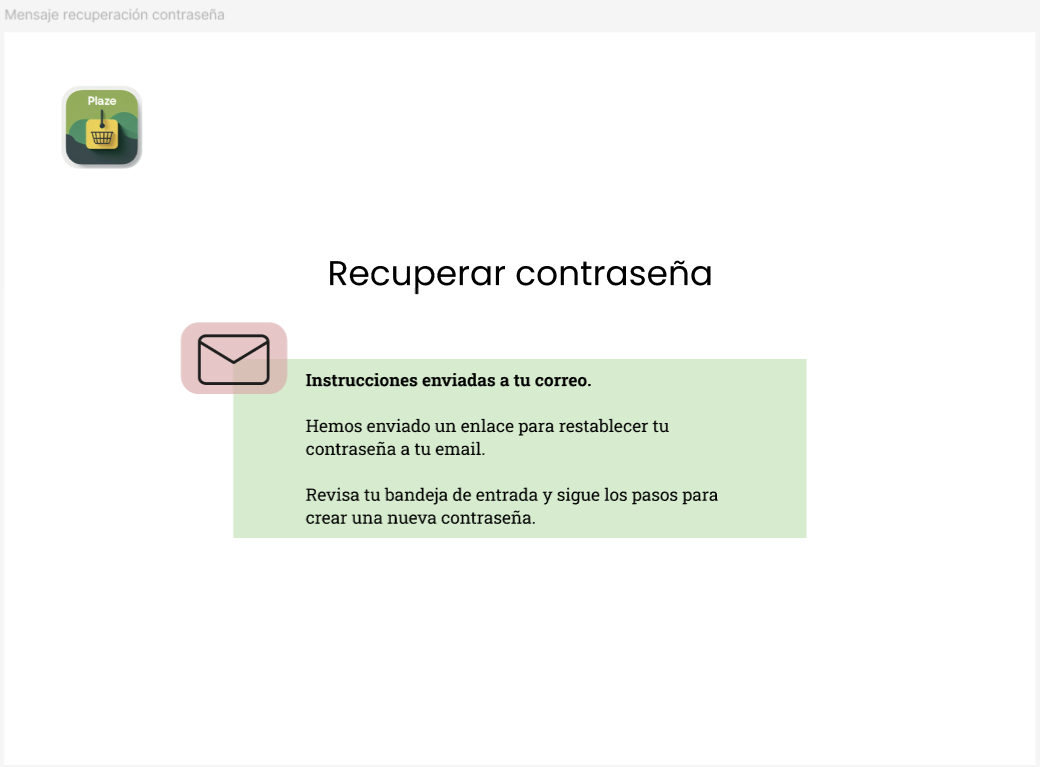 Mensaje recuperación contraseña
Plaze
Recuperar contraseña
Instrucciones enviadas a tu correo.
Hemos enviado un enlace para restablecer tu
contraseña a tu email.
Revisa tu bandeja de entrada y sigue los pasos para
crear una nueva contraseña.